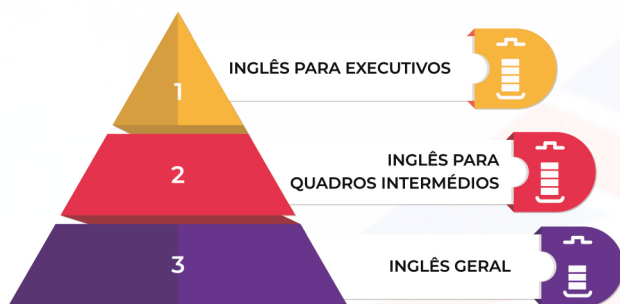 1
INGLÊS PARA EXECUTIVOS
2
INGLÊS PARA
QUADROS INTERMÉDIOS
3
INGLÊS GERAL